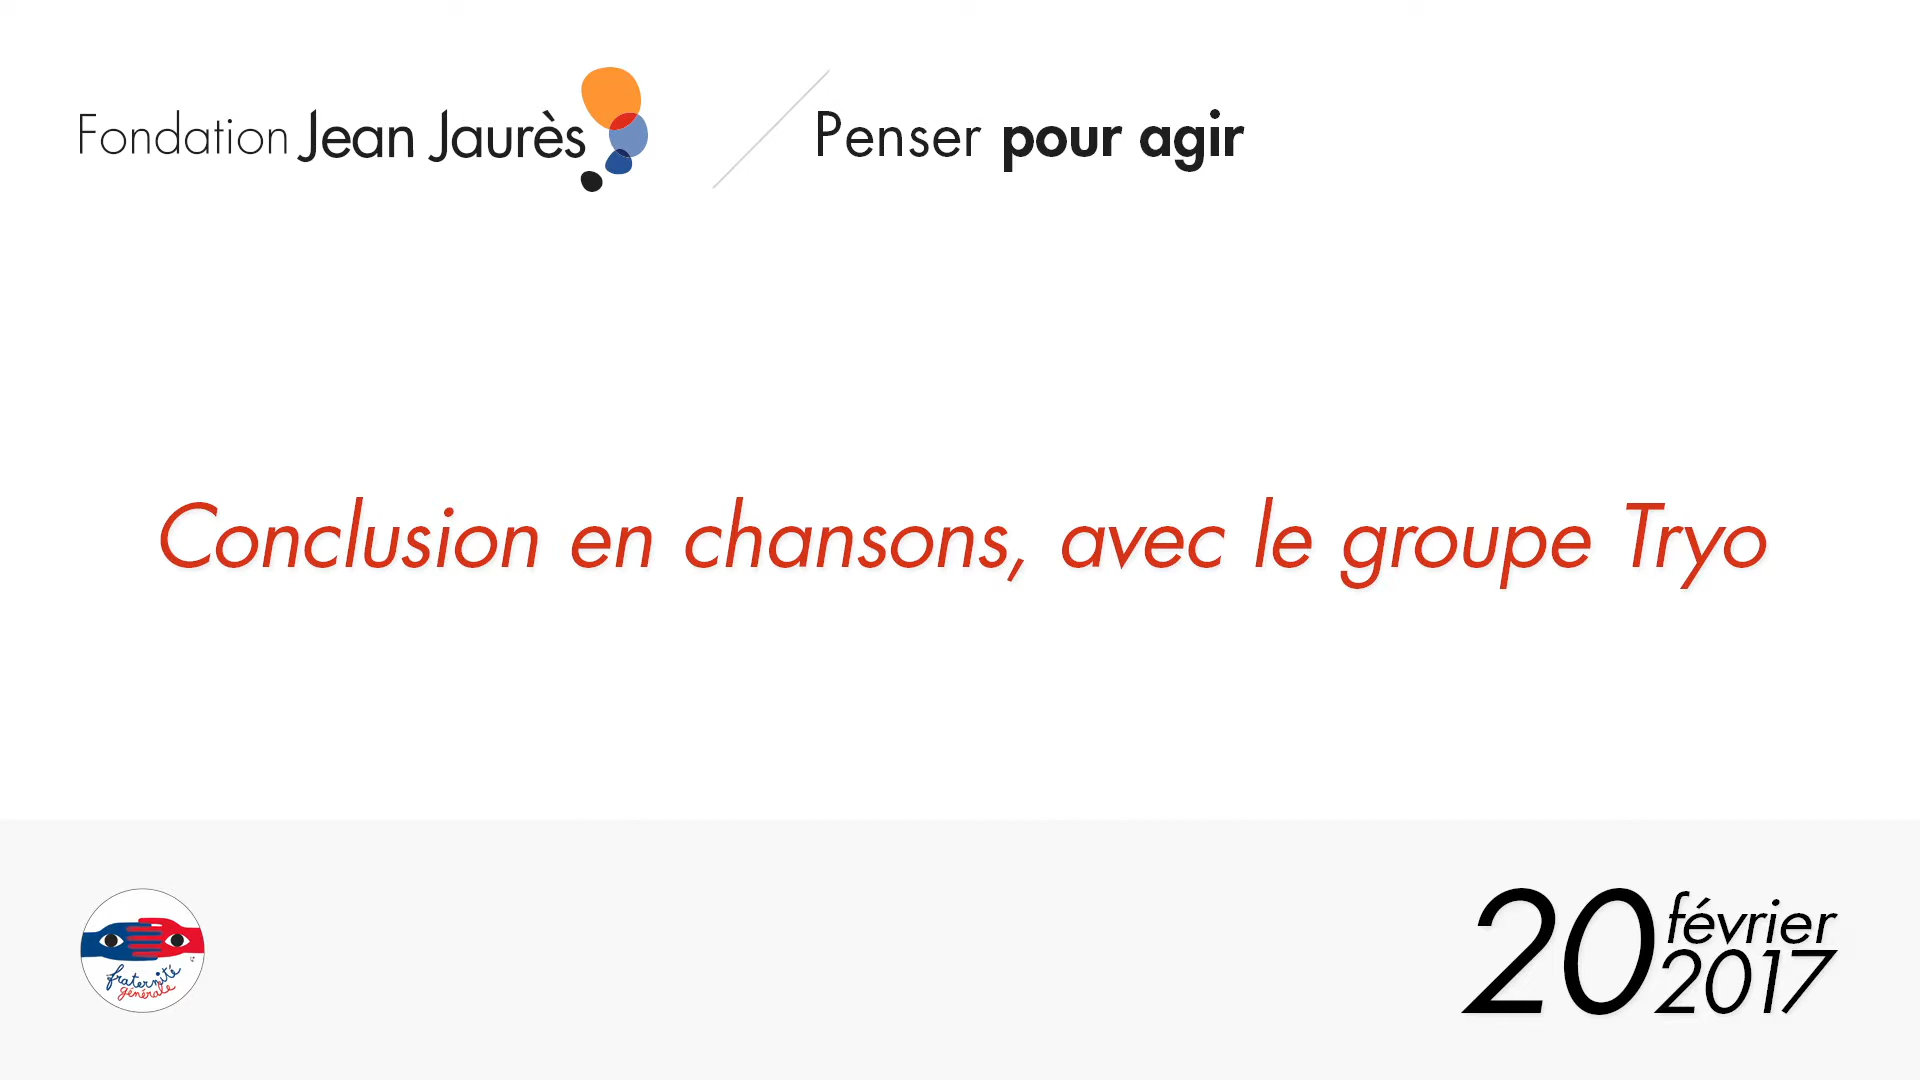 Fondation Jean Jaurès
Penser pour agir
Conclusion en chansons, avec le groupe Tryo
fraternité
générale
20 février
2017